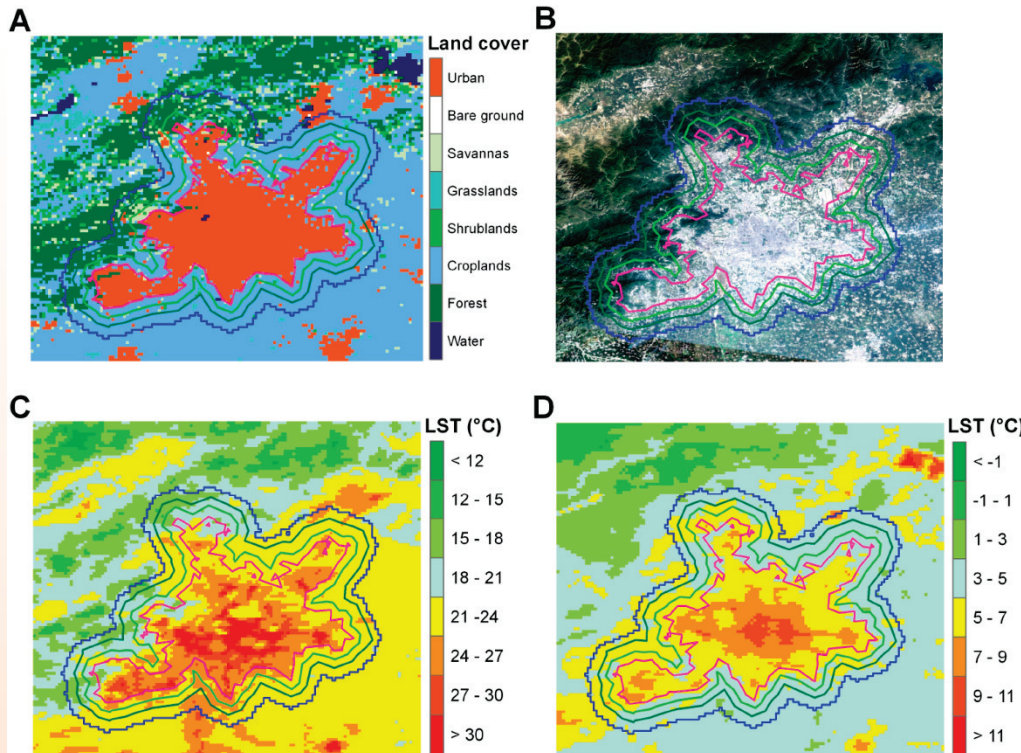 A
Land cover
Urban
Bare ground
Savannas
Grasslands
Shrublands
Croplands
Forest
Water
B
C
LST (°C)
< 12
12 - 15
15 - 18
18 - 21
21 -24
24 - 27
27 - 30
> 30
D
LST (°C)
< -1
-1 - 1
1 - 3
3 - 5
5 - 7
7 - 9
9 - 11
> 11